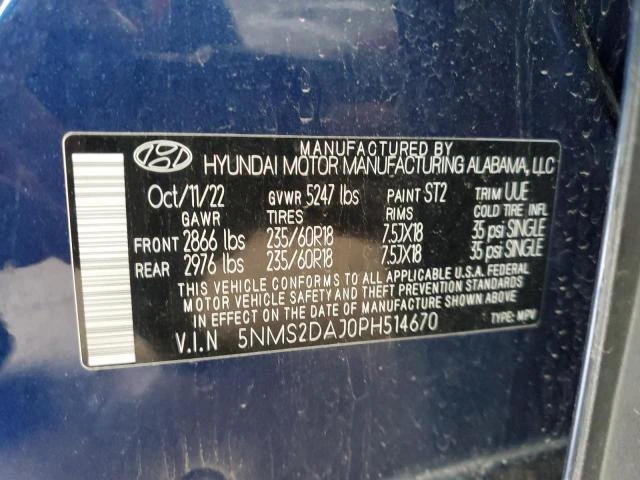 MANUFACTURED BY
HYUNDAI MOTOR MANUFACTURING ALABAMA, LLC
Oct/11/22 GVWR 5247 lbs PAINT ST2 TRIM UUE
GAWR TIRES RIMS COLD TIRE INFL
FRONT 2866 lbs 235/60R18 7.5JX18 35 psi SINGLE
REAR 2976 lbs 235/60R18 7.5JX18 35 psi SINGLE
THIS VEHICLE CONFORMS TO ALL APPLICABLE U.S.A. FEDERAL
MOTOR VEHICLE SAFETY, BUMPER, AND THEFT PREVENTION STANDARDS
IN EFFECT ON THE DATE OF MANUFACTURE SHOWN ABOVE.
V.I.N 5NMS2DAJ0PH514670 TYPE: MPV